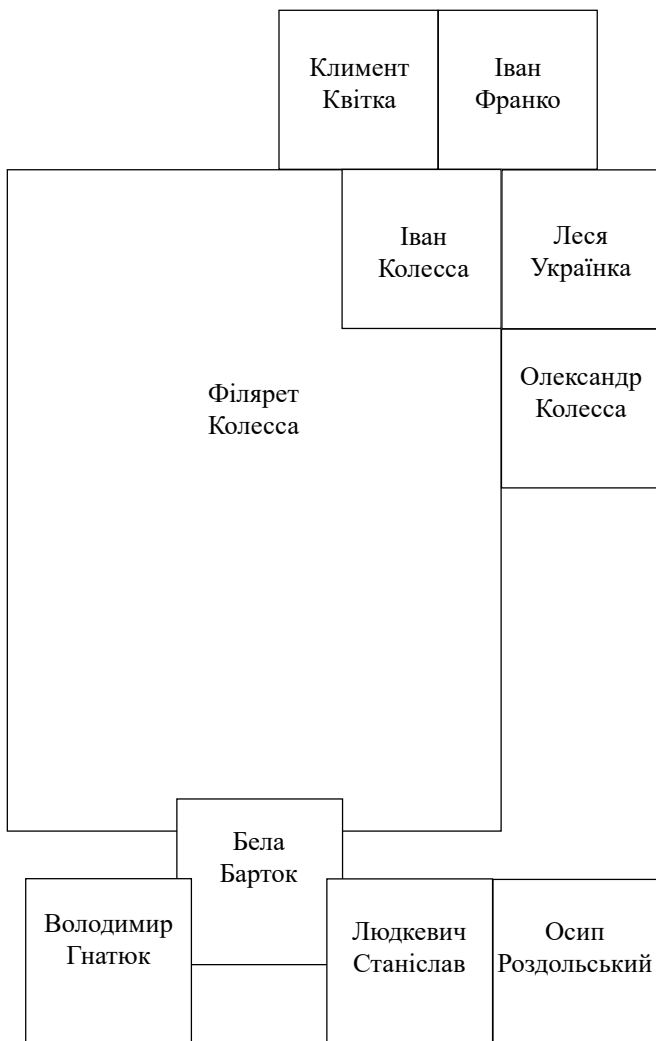 Климент
Квітка
Іван
Франко
Іван
Колесса
Леся
Українка
Філярет
Колесса
Олександр
Колесса
Бела
Барток
Володимир
Гнатюк
Людкевич
Станіслав
Осип
Роздольський